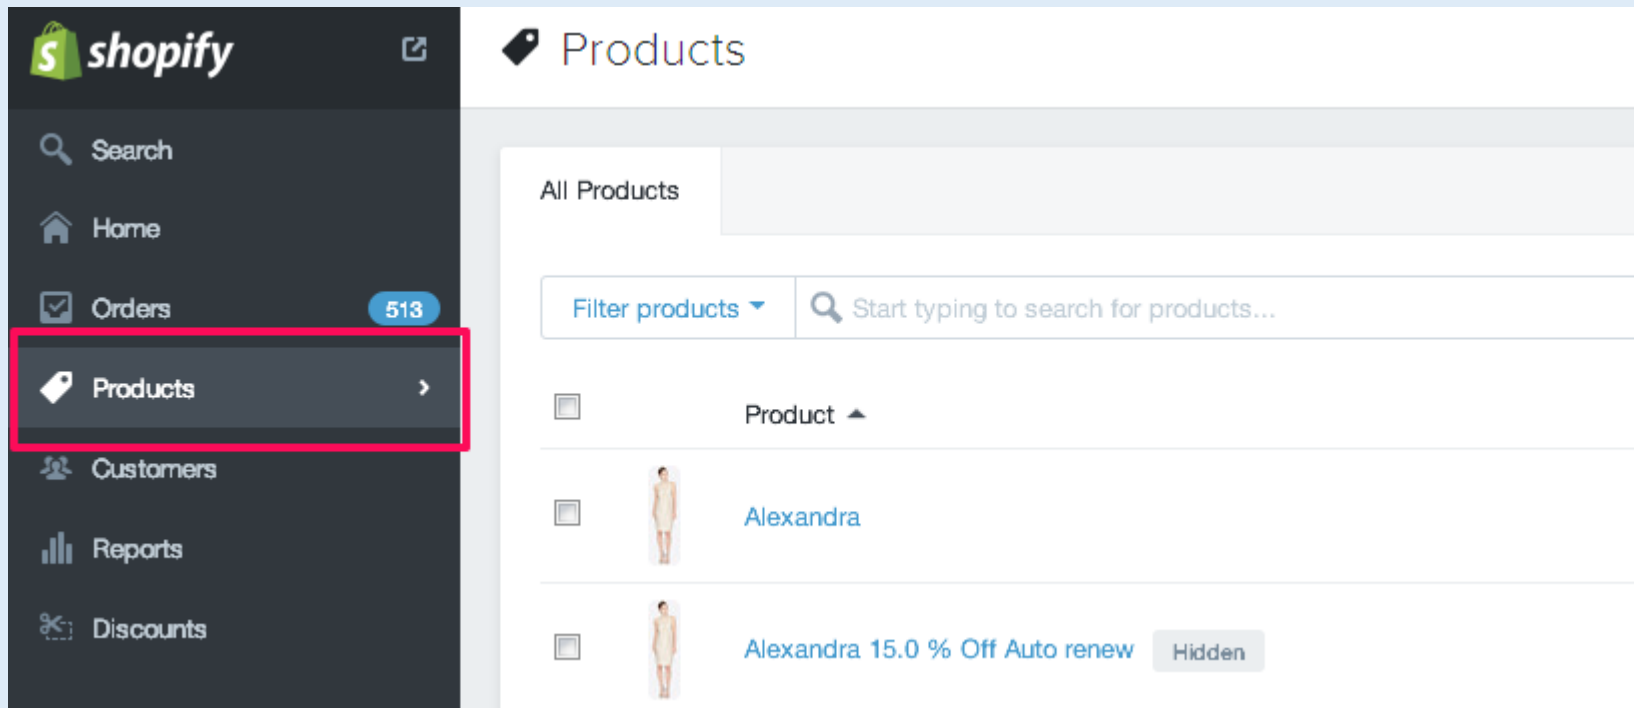 shopify
Search
Home
Orders 513
Products
Customers
Reports
Discounts
Products
All Products
Filter products Start typing to search for products...
Product
Alexandra
Alexandra 15.0 % Off Auto renew Hidden